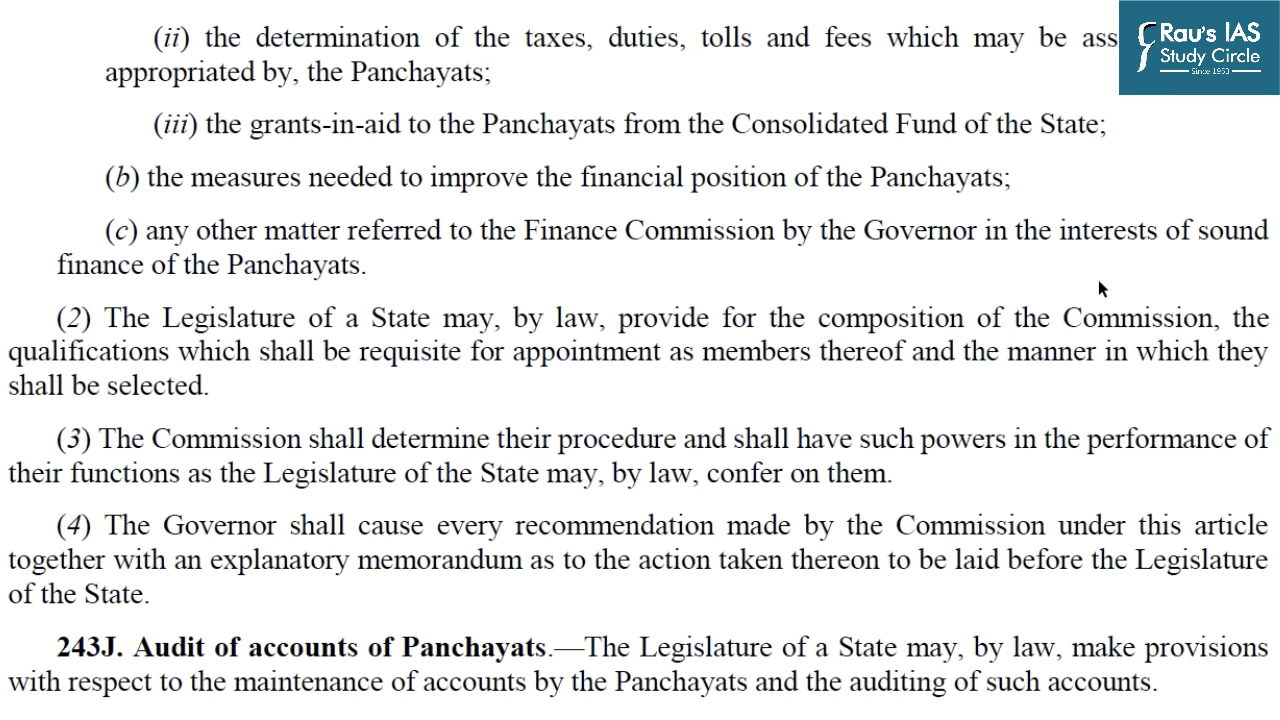 (ii) the determination of the taxes, duties, tolls and fees which may be ass
appropriated by, the Panchayats;
(iii) the grants-in-aid to the Panchayats from the Consolidated Fund of the State;
(b) the measures needed to improve the financial position of the Panchayats;
(c) any other matter referred to the Finance Commission by the Governor in the interests of sound
finance of the Panchayats.
(2) The Legislature of a State may, by law, provide for the composition of the Commission, the
qualifications which shall be requisite for appointment as members thereof and the manner in which they
shall be selected.
(3) The Commission shall determine their procedure and shall have such powers in the performance of
their functions as the Legislature of the State may, by law, confer on them.
(4) The Governor shall cause every recommendation made by the Commission under this article
together with an explanatory memorandum as to the action taken thereon to be laid before the Legislature
of the State.
243J. Audit of accounts of Panchayats.—The Legislature of a State may, by law, make provisions
with respect to the maintenance of accounts by the Panchayats and the auditing of such accounts.
Rau's IAS
Study Circle
Since 1953